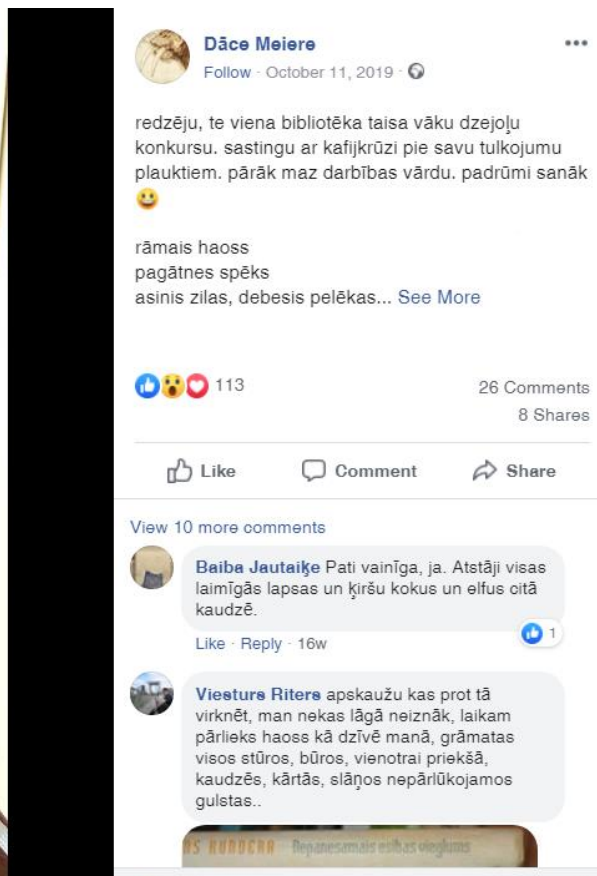 Dāce Meiere
Follow · October 11, 2019 ·
redzēju, te viena bibliotēka taisa vāku dzejoļu
konkursu. sastingu ar kafijkrūzi pie savu tulkojumu
plauktiem. pārāk maz darbības vārdu. padrūmi sanāk
😀
rāmais haoss
pagātnes spēks
asinis zilas, debesis pelēkas... See More
113
26 Comments
8 Shares
Like Comment Share
View 10 more comments
Baiba Jautaiķe Pati vainīga, ja. Atstāji visas
laimīgās lapsas un ķiršu kokus un elfus citā
kaudzē.
1
Like · Reply · 16w
Viesturs Riters apskaužu kas prot tā
virknēt, man nekas lāgā neiznāk, laikam
pārlieks haoss kā dzīvē manā, grāmatas
visos stūros, būros, vienotrai priekšā,
kaudzēs, kārtās, slāņos nepārlūkojamos
gulstas..
esības vieglums